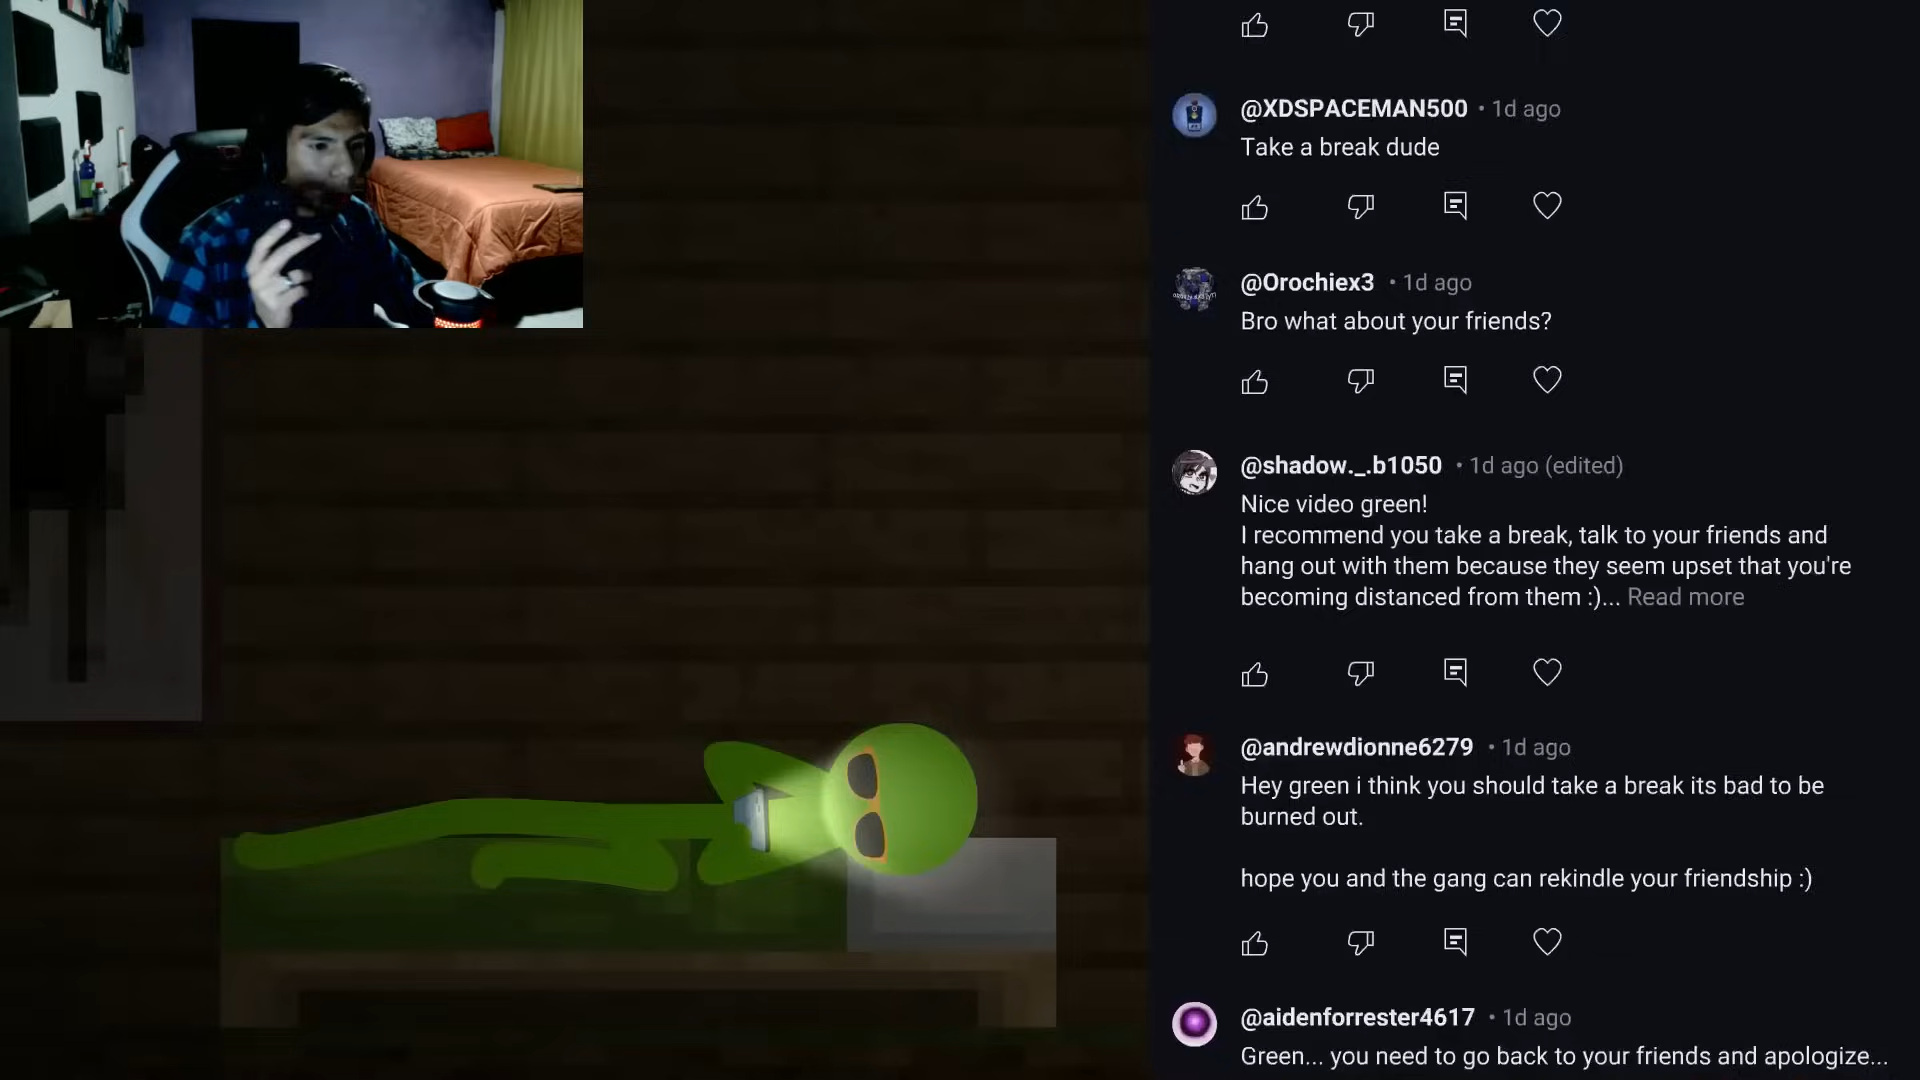 @XDSPACEMAN500 • 1d ago
Take a break dude
@Orochiex3 • 1d ago
Bro what about your friends?
@shadow._.b1050 • 1d ago (edited)
Nice video green!
I recommend you take a break, talk to your friends and
hang out with them because they seem upset that you're
becoming distanced from them :)... Read more
@andrewdionne6279 • 1d ago
Hey green i think you should take a break its bad to be
burned out.
hope you and the gang can rekindle your friendship :)
@aidenforrester4617 • 1d ago
Green... you need to go back to your friends and apologize...